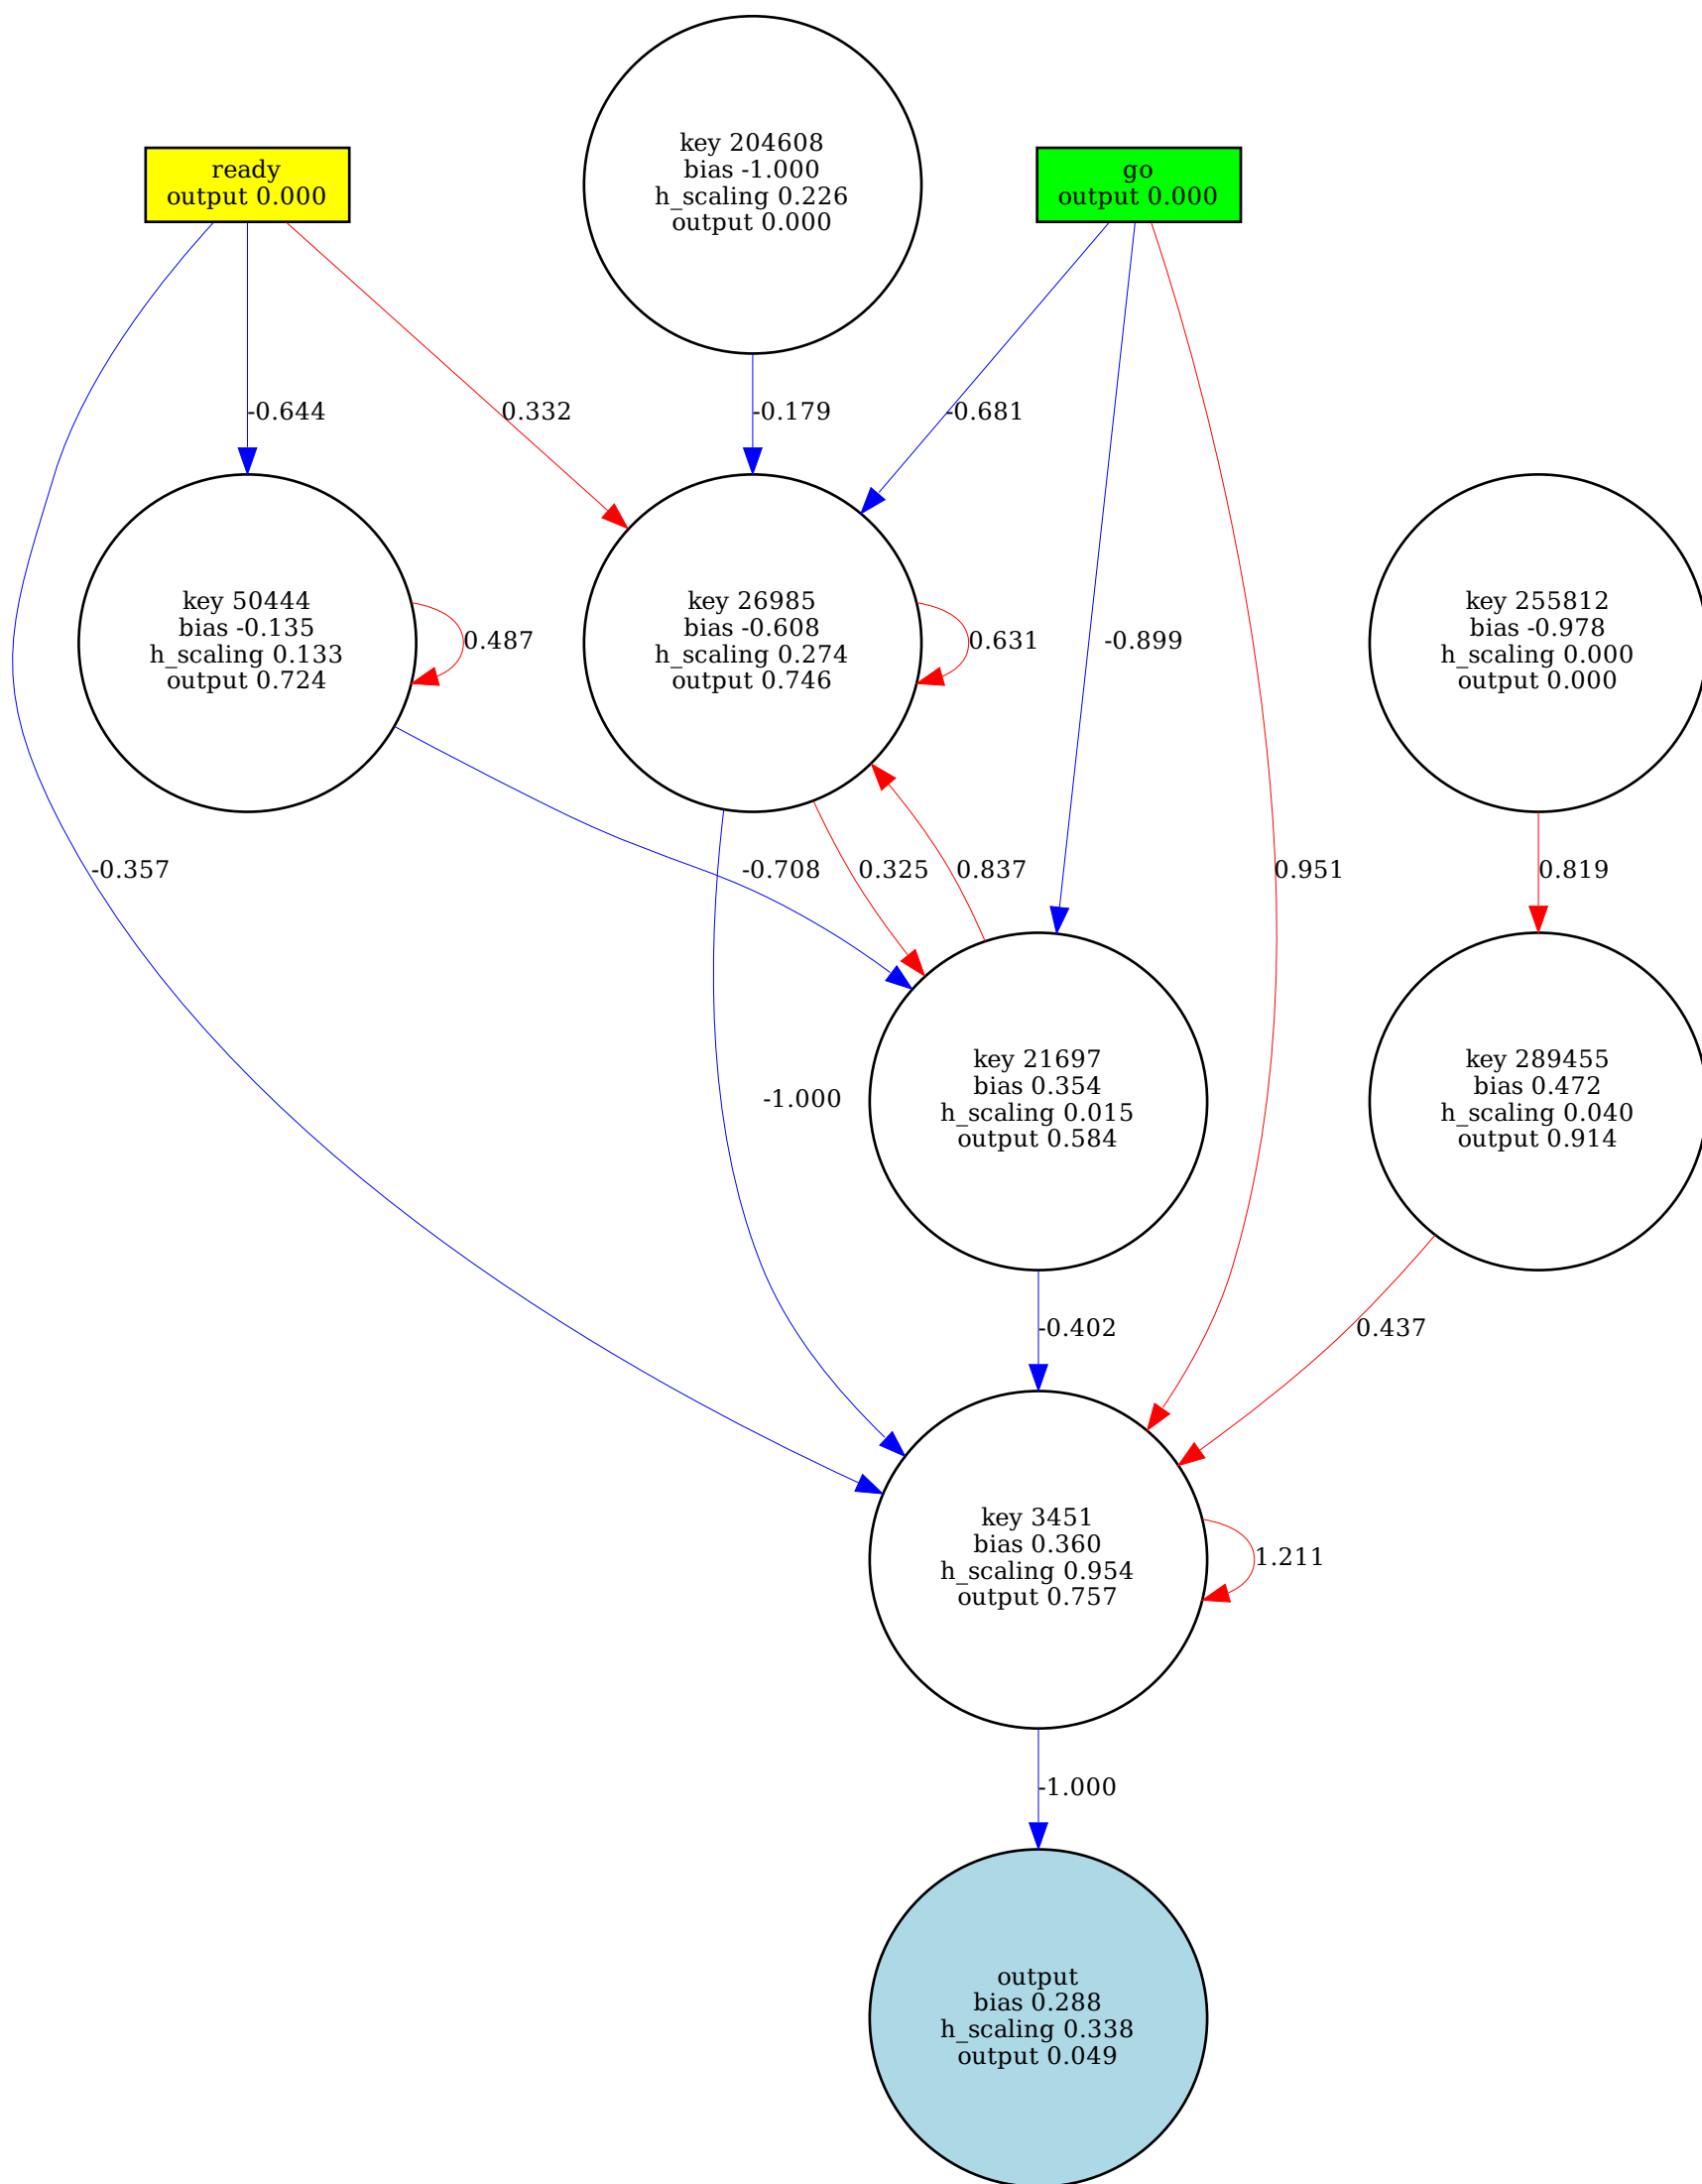 key 204608
bias -1.000
h_scaling 0.226
output 0.000
ready
output 0.000
go
output 0.000
-0.644
0.332
-0.179
-0.681
key 50444
bias -0.135
h_scaling 0.133
output 0.724
0.487
key 26985
bias -0.608
h_scaling 0.274
output 0.746
0.631
-0.899
key 255812
bias -0.978
h_scaling 0.000
output 0.000
-0.357
-0.708
0.325
0.837
0.951
0.819
-1.000
key 21697
bias 0.354
h_scaling 0.015
output 0.584
key 289455
bias 0.472
h_scaling 0.040
output 0.914
-0.402
0.437
key 3451
bias 0.360
h_scaling 0.954
output 0.757
1.211
-1.000
output
bias 0.288
h_scaling 0.338
output 0.049